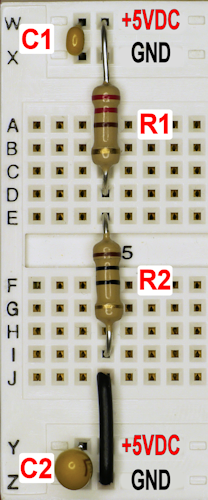 W +5VDC
C1
X GND
A R1
B
C
D
E
5
F R2
G
H
I
J
Y +5VDC
C2
Z GND